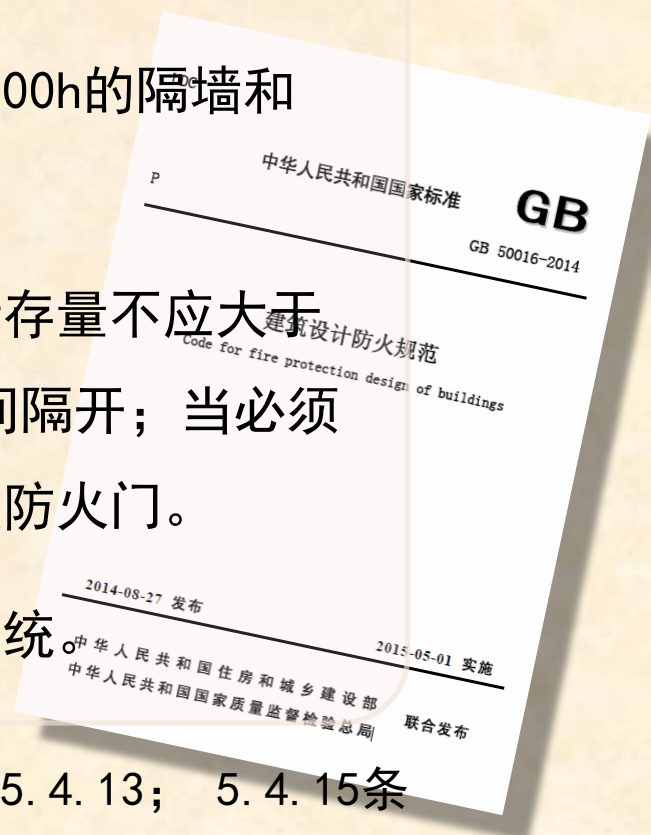 00h的隔墙和
P
中华人民共和国国家标准
GB
GB 50016-2014
存量不应大于
建筑设计防火规范
Code for fire protection design of buildings
间隔开；当必须
防火门。
2014-08-27 发布
2015-05-01 实施
统。
中华人民共和国住房和城乡建设部
中华人民共和国国家质量监督检验总局
联合发布
5.4.13； 5.4.15条